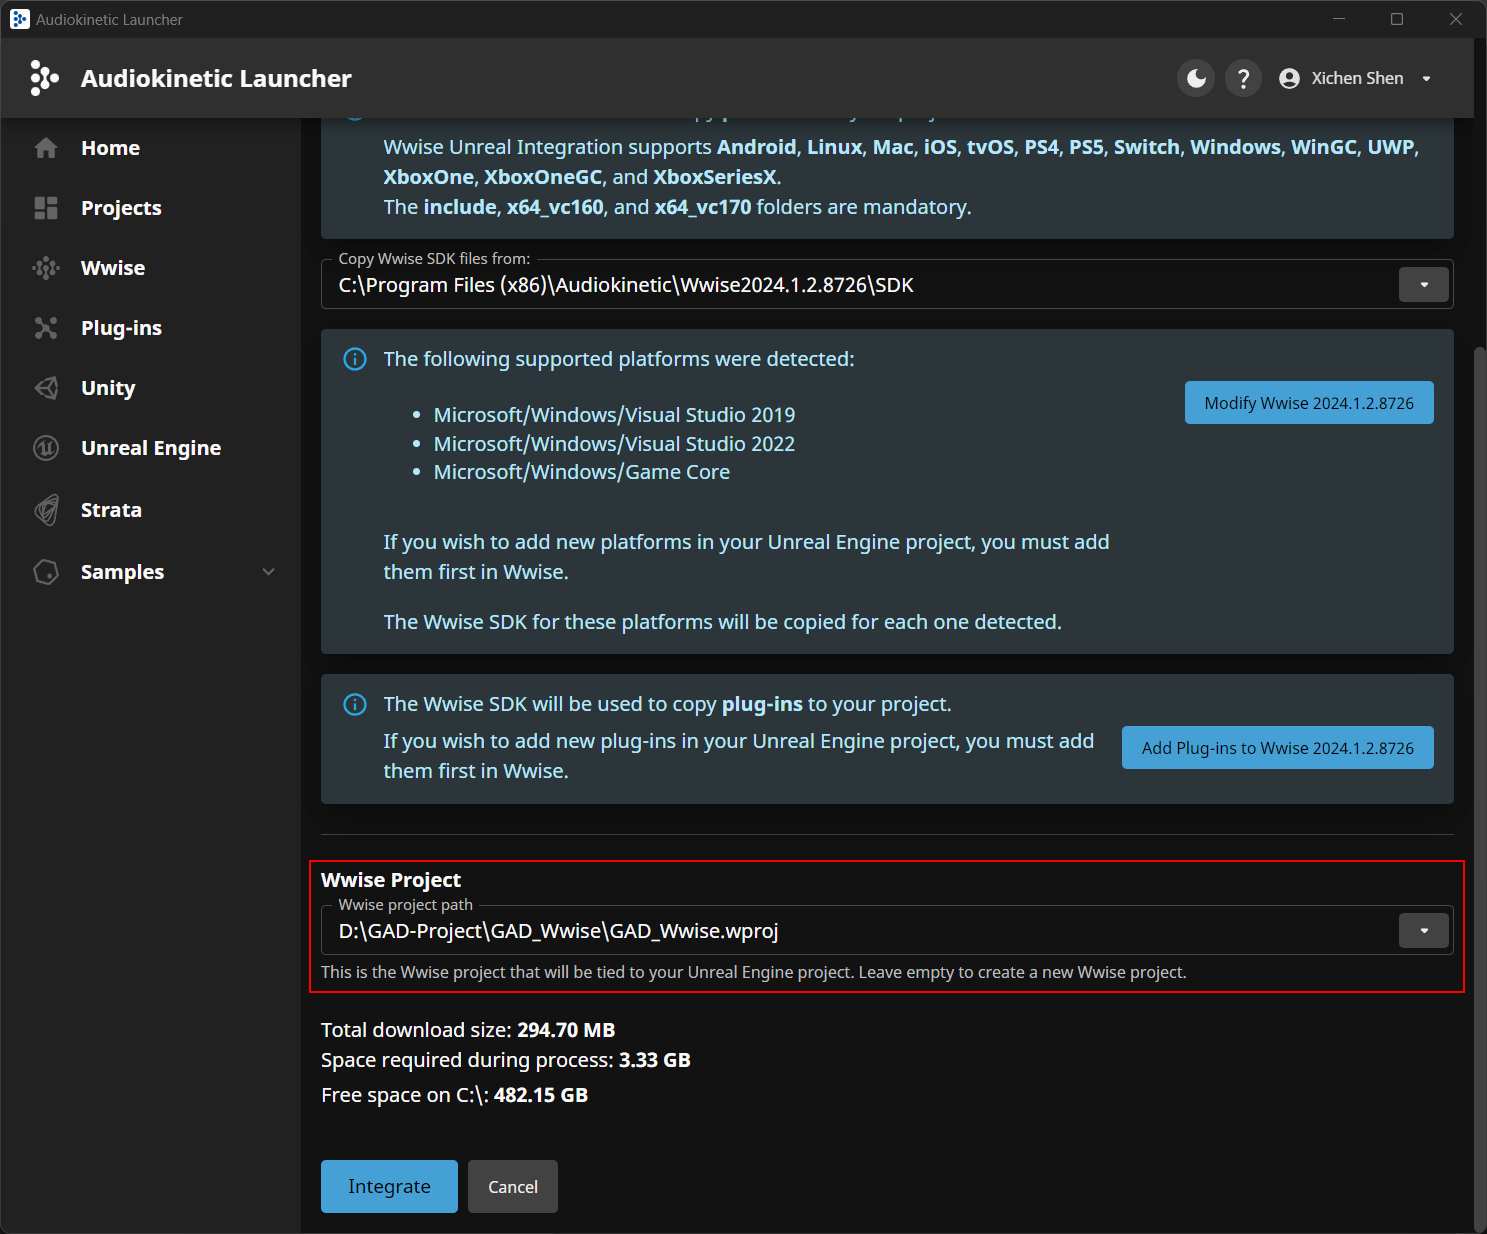 Audiokinetic Launcher
Audiokinetic Launcher
Xichen Shen
Home
Projects
Wwise
Plug-ins
Unity
Unreal Engine
Strata
Samples
Wwise Unreal Integration supports Android, Linux, Mac, iOS, tvOS, PS4, PS5, Switch, Windows, WinGC, UWP,
XboxOne, XboxOneGC, and XboxSeriesX.
The include, x64_vc160, and x64_vc170 folders are mandatory.
Copy Wwise SDK files from:
C:\Program Files (x86)\Audiokinetic\Wwise2024.1.2.8726\SDK
The following supported platforms were detected:
Modify Wwise 2024.1.2.8726
• Microsoft/Windows/Visual Studio 2019
• Microsoft/Windows/Visual Studio 2022
• Microsoft/Windows/Game Core
If you wish to add new platforms in your Unreal Engine project, you must add
them first in Wwise.
The Wwise SDK for these platforms will be copied for each one detected.
The Wwise SDK will be used to copy plug-ins to your project.
If you wish to add new plug-ins in your Unreal Engine project, you must add
them first in Wwise.
Add Plug-ins to Wwise 2024.1.2.8726
Wwise Project
Wwise project path
D:\GAD-Project\GAD_Wwise\GAD_Wwise.wproj
This is the Wwise project that will be tied to your Unreal Engine project. Leave empty to create a new Wwise project.
Total download size: 294.70 MB
Space required during process: 3.33 GB
Free space on C:\: 482.15 GB
Integrate
Cancel